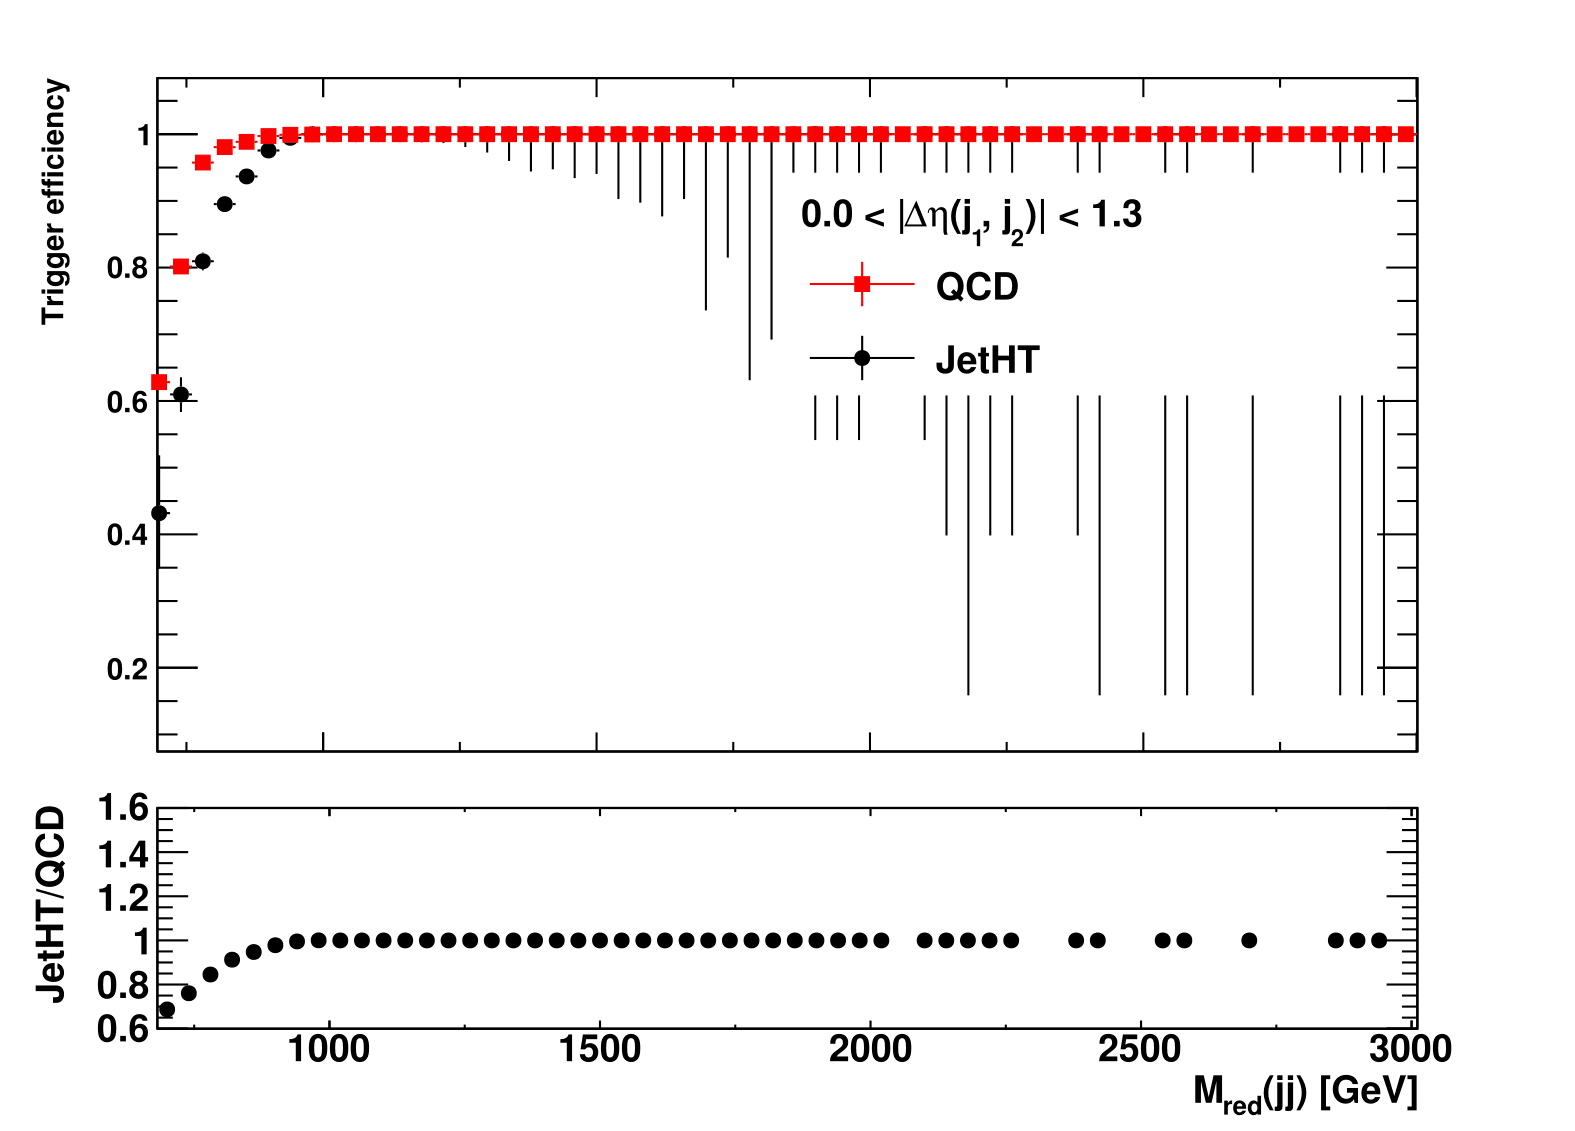 Trigger efficiency
1
0.8
0.6
0.4
0.2
0.0 < |Δη(j1, j2)| < 1.3
QCD
JetHT
JetHT/QCD
1.6
1.4
1.2
1
0.8
0.6
1000 1500 2000 2500 3000
Mred(jj) [GeV]